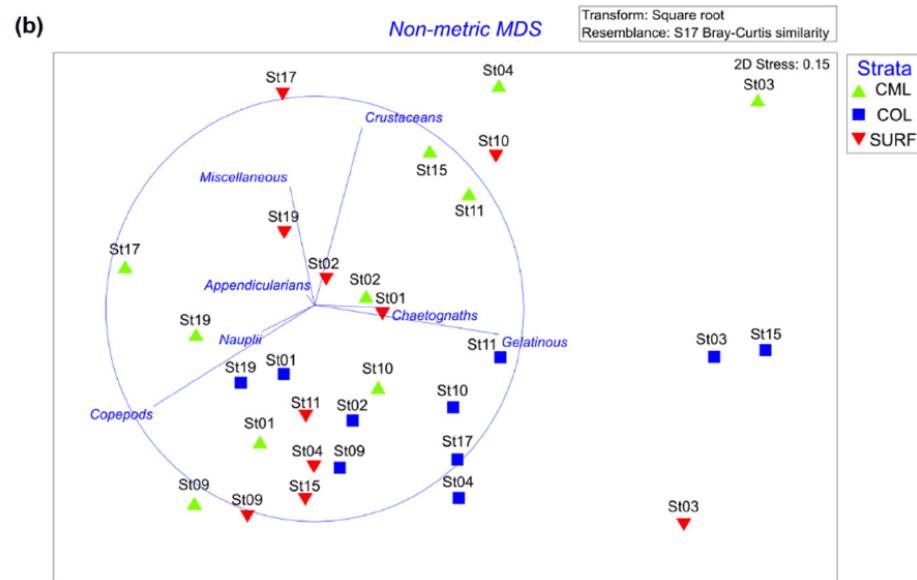 (b)
Non-metric MDS
Transform: Square root
Resemblance: S17 Bray-Curtis similarity
2D Stress: 0.15
Strata
CML
COL
SURF
St17
St04
St03
Crustaceans
St10
St15
Miscellaneous
St11
St19
St17
St02
St02
Appendicularians
St01
Chaetognaths
St19
Nauplii
Gelatinous
St11
St03
St15
St01
St19
St10
St10
Copepods
St11
St02
St01
St17
St04
St09
St09
St15
St09
St04
St03